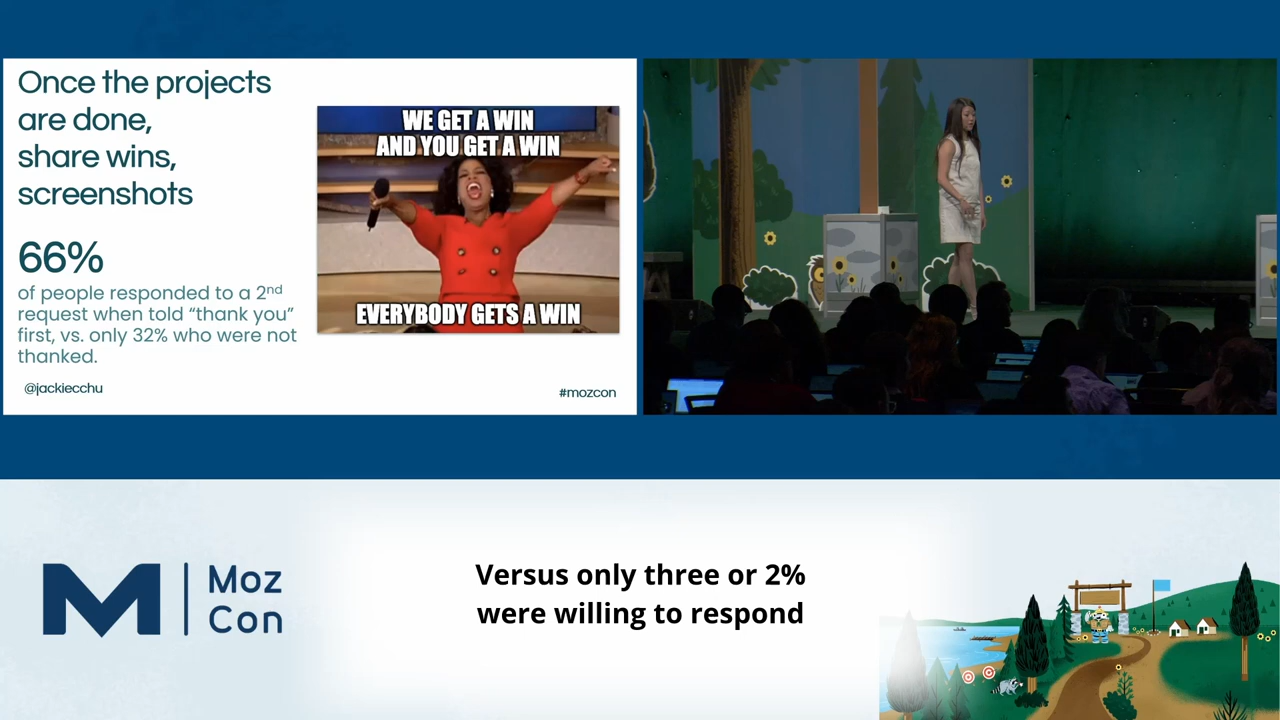 Once the projects
are done,
share wins,
screenshots
66%
of people responded to a 2nd
request when told “thank you”
first, vs. only 32% who were not
thanked.
@jackiecchu
#mozcon
WE GET A WIN
AND YOU GET A WIN
EVERYBODY GETS A WIN
Moz
Con
Versus only three or 2%
were willing to respond